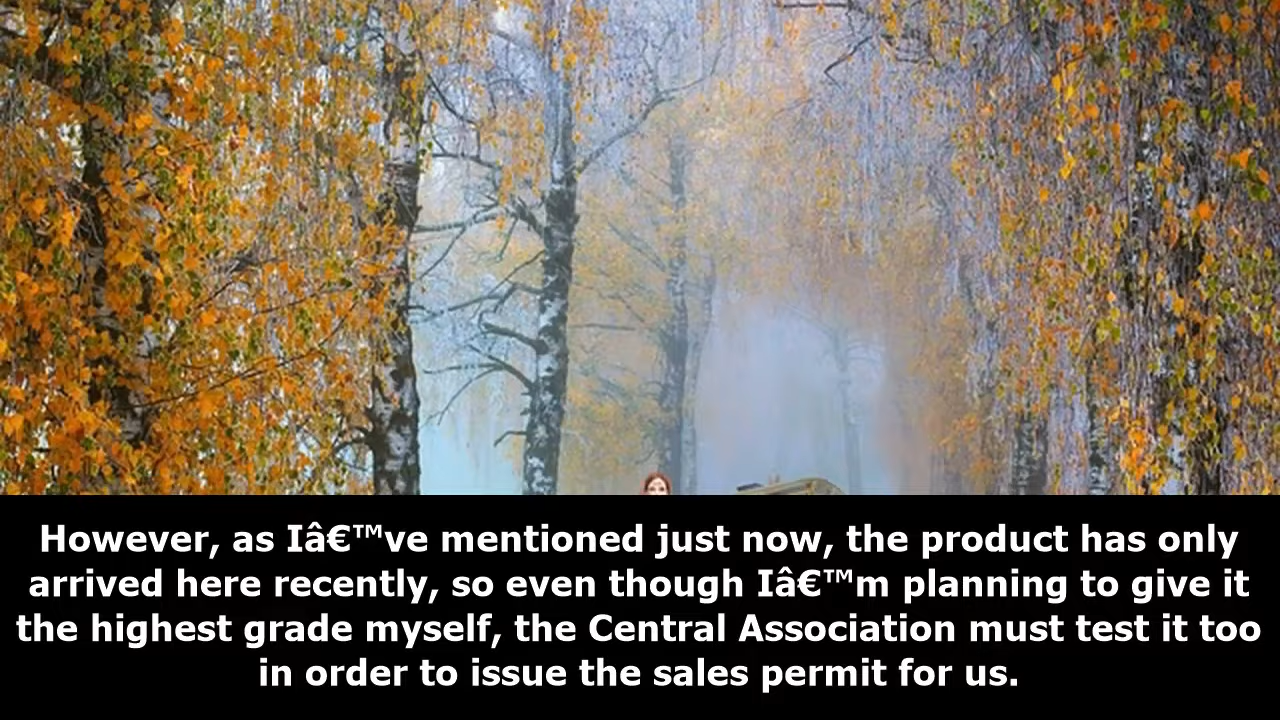 However, as Iâ€™ve mentioned just now, the product has only
arrived here recently, so even though Iâ€™m planning to give it
the highest grade myself, the Central Association must test it too
in order to issue the sales permit for us.